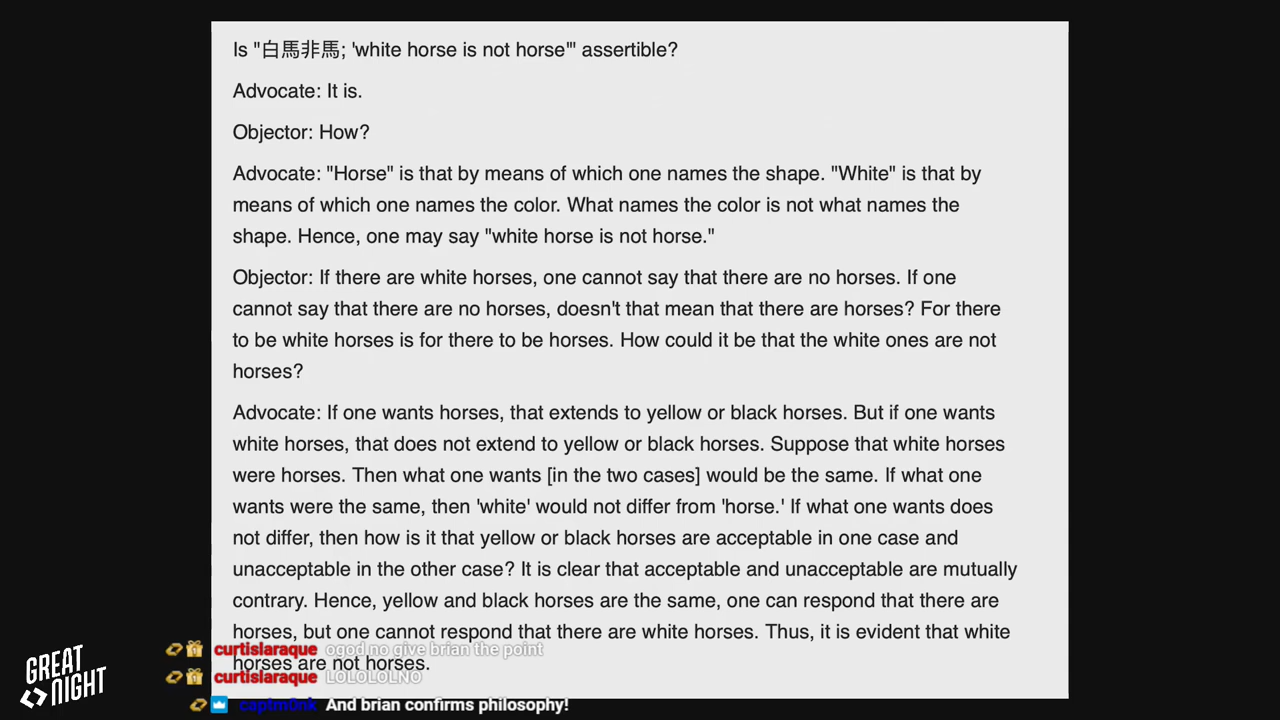 Is "白馬非馬; 'white horse is not horse'" assertible?
Advocate: It is.
Objector: How?
Advocate: "Horse" is that by means of which one names the shape. "White" is that by
means of which one names the color. What names the color is not what names the
shape. Hence, one may say "white horse is not horse."
Objector: If there are white horses, one cannot say that there are no horses. If one
cannot say that there are no horses, doesn't that mean that there are horses? For there
to be white horses is for there to be horses. How could it be that the white ones are not
horses?
Advocate: If one wants horses, that extends to yellow or black horses. But if one wants
white horses, that does not extend to yellow or black horses. Suppose that white horses
were horses. Then what one wants [in the two cases] would be the same. If what one
wants were the same, then 'white' would not differ from 'horse.' If what one wants does
not differ, then how is it that yellow or black horses are acceptable in one case and
unacceptable in the other case? It is clear that acceptable and unacceptable are mutually
contrary. Hence, yellow and black horses are the same, one can respond that there are
horses, but one cannot respond that there are white horses. Thus, it is evident that white
horses are not horses.
curtislaraque ogod no give brian the point
curtislaraque LOLOLOLNO
captm0nk And brian confirms philosophy!
GREAT
NIGHT